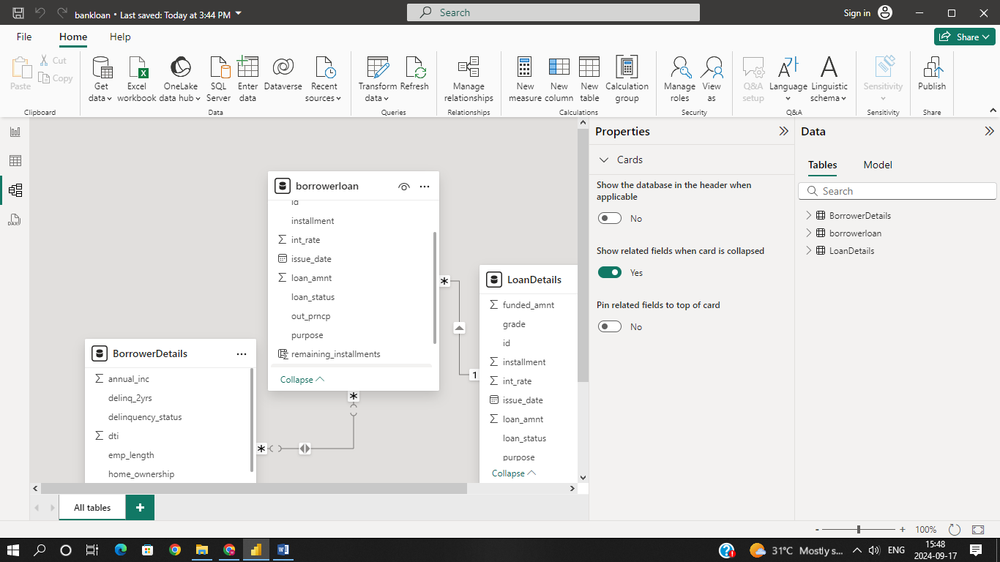 bankloan • Last saved: Today at 3:44 PM
Search
Sign in
File
Home
Help
Share
Paste
Cut
Copy
Get data
Excel workbook
OneLake data hub
SQL Server
Enter data
Dataverse
Recent sources
Transform data
Refresh
Manage relationships
New measure
New column
New table
Calculation group
Manage roles
View as
Q&A setup
Language
Linguistic schema
Sensitivity
Publish
Clipboard
Data
Queries
Relationships
Calculations
Security
Q&A
Sensitivity
Share
borrowerloan
id
installment
int_rate
issue_date
loan_amnt
loan_status
out_prncp
purpose
remaining_installments
Collapse
BorrowerDetails
annual_inc
delinq_2yrs
delinquency_status
dti
emp_length
home_ownership
*
*
*
1
LoanDetails
funded_amnt
grade
id
installment
int_rate
issue_date
loan_amnt
loan_status
purpose
Collapse
Properties
Cards
Show the database in the header when
applicable
No
Show related fields when card is collapsed
Yes
Pin related fields to top of card
No
Data
Tables
Model
Search
BorrowerDetails
borrowerloan
LoanDetails
All tables
+
- + 100%
DAX
31°C Mostly s...
ENG
15:48
2024-09-17